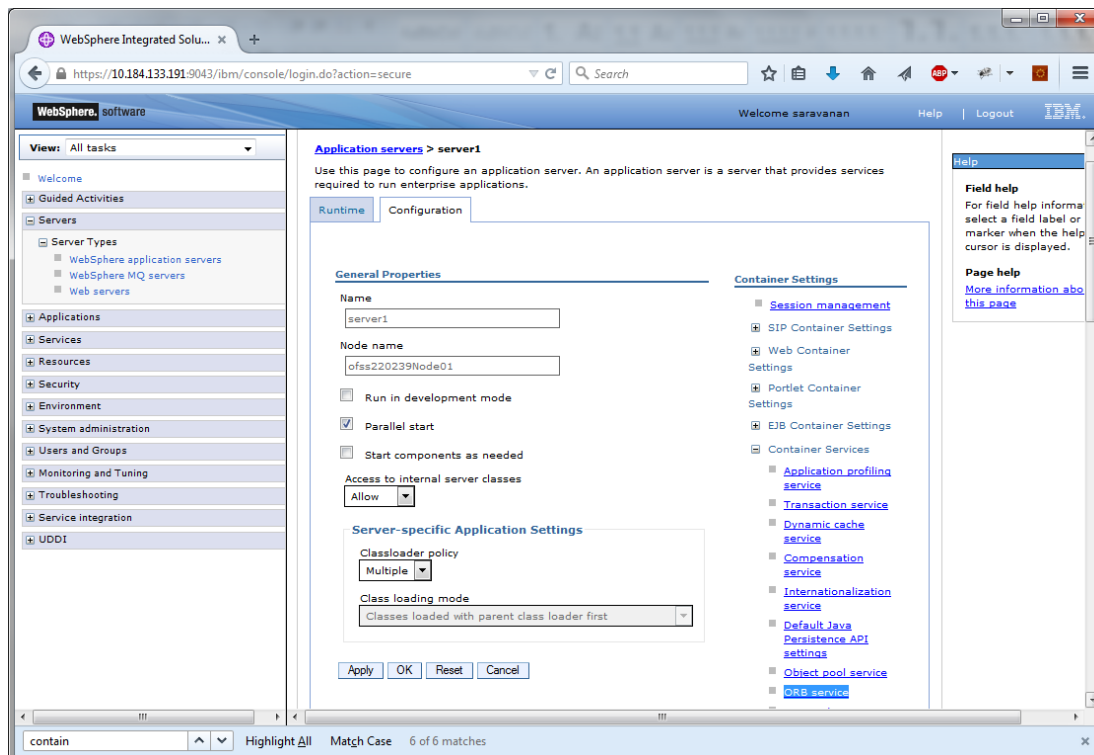 WebSphere Integrated Solu...
https://10.184.133.191:9043/ibm/console/login.do?action=secure
Search
ABP
WebSphere. software
Welcome saravanan
Help | Logout
IBM.
View: All tasks
Welcome
Guided Activities
Servers
Server Types
WebSphere application servers
WebSphere MQ servers
Web servers
Applications
Services
Resources
Security
Environment
System administration
Users and Groups
Monitoring and Tuning
Troubleshooting
Service integration
UDDI
Application servers > server1
Use this page to configure an application server. An application server is a server that provides services
required to run enterprise applications.
Runtime
Configuration
General Properties
Name
server1
Node name
ofss220239Node01
Run in development mode
Parallel start
Start components as needed
Access to internal server classes
Allow
Server-specific Application Settings
Classloader policy
Multiple
Class loading mode
Classes loaded with parent class loader first
Apply
OK
Reset
Cancel
Container Settings
Session management
SIP Container Settings
Web Container
Settings
Portlet Container
Settings
EJB Container Settings
Container Services
Application profiling
service
Transaction service
Dynamic cache
service
Compensation
service
Internationalization
service
Default Java
Persistence API
settings
Object pool service
ORB service
Help
Field help
For field help informa
select a field label or
marker when the help
cursor is displayed.
Page help
More information abo
this page
contain
Highlight All
Match Case
6 of 6 matches